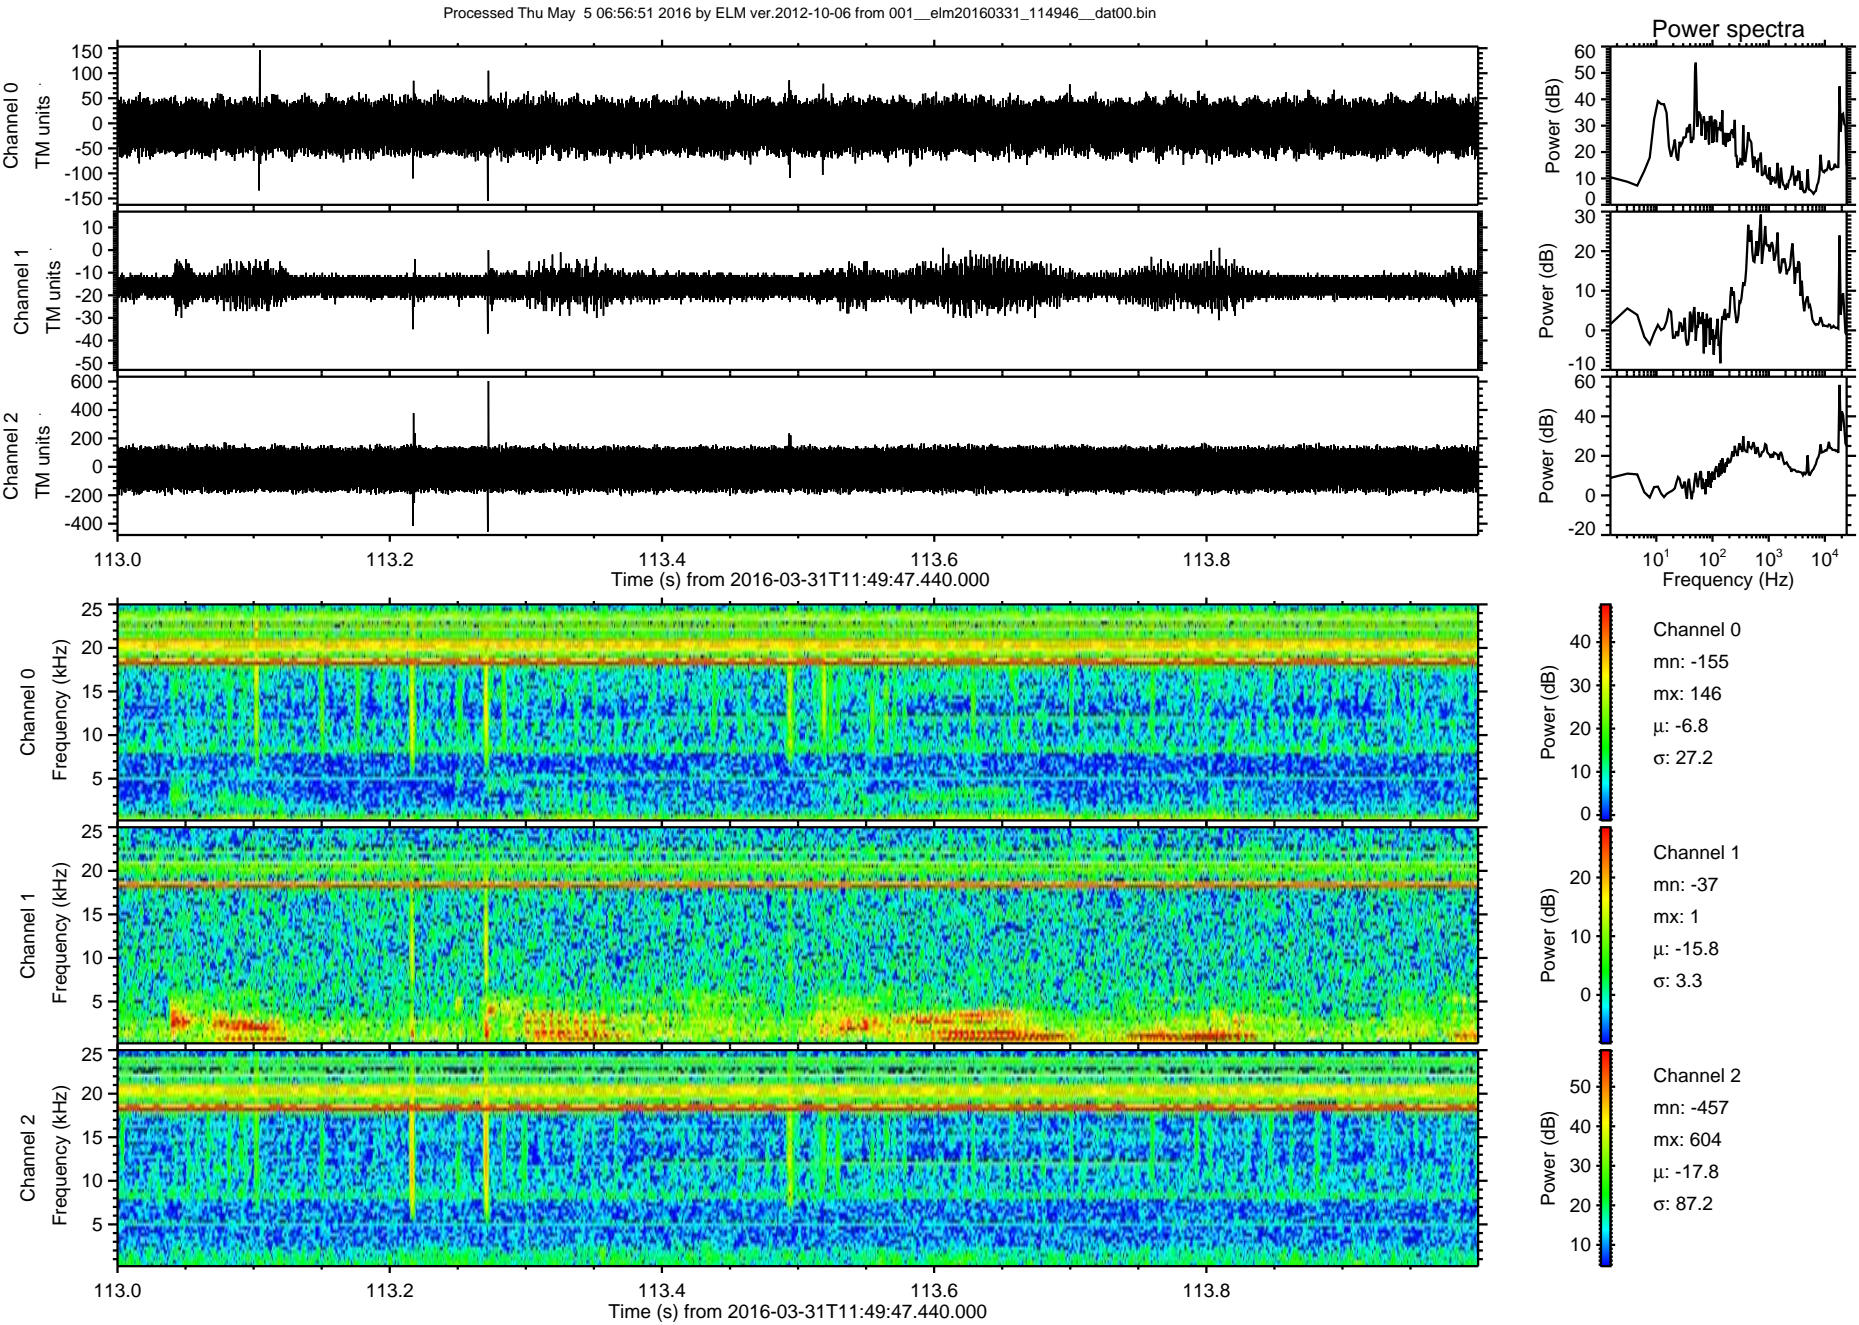 Processed Thu May  5 06:56:51 2016 by ELM ver.2012-10-06 from 001__elm20160331_114946__dat00.bin
Power spectra
Channel 0
TM units
150
100
50
0
-50
-100
-150
Power (dB)
60
50
40
30
20
10
0
Channel 1
TM units
10
0
-10
-20
-30
-40
-50
Power (dB)
30
20
10
0
-10
Channel 2
TM units
600
400
200
0
-200
-400
Power (dB)
60
40
20
0
-20
113.0 113.2 113.4 113.6 113.8
Time (s) from 2016-03-31T11:49:47.440.000
10¹ 10² 10³ 10⁴
Frequency (Hz)
Channel 0
Frequency (kHz)
25
20
15
10
5
Power (dB)
40
30
20
10
0
Channel 0
mn: -155
mx: 146
μ: -6.8
σ: 27.2
Channel 1
Frequency (kHz)
25
20
15
10
5
Power (dB)
20
10
0
Channel 1
mn: -37
mx: 1
μ: -15.8
σ: 3.3
Channel 2
Frequency (kHz)
25
20
15
10
5
Power (dB)
50
40
30
20
10
Channel 2
mn: -457
mx: 604
μ: -17.8
σ: 87.2
113.0 113.2 113.4 113.6 113.8
Time (s) from 2016-03-31T11:49:47.440.000